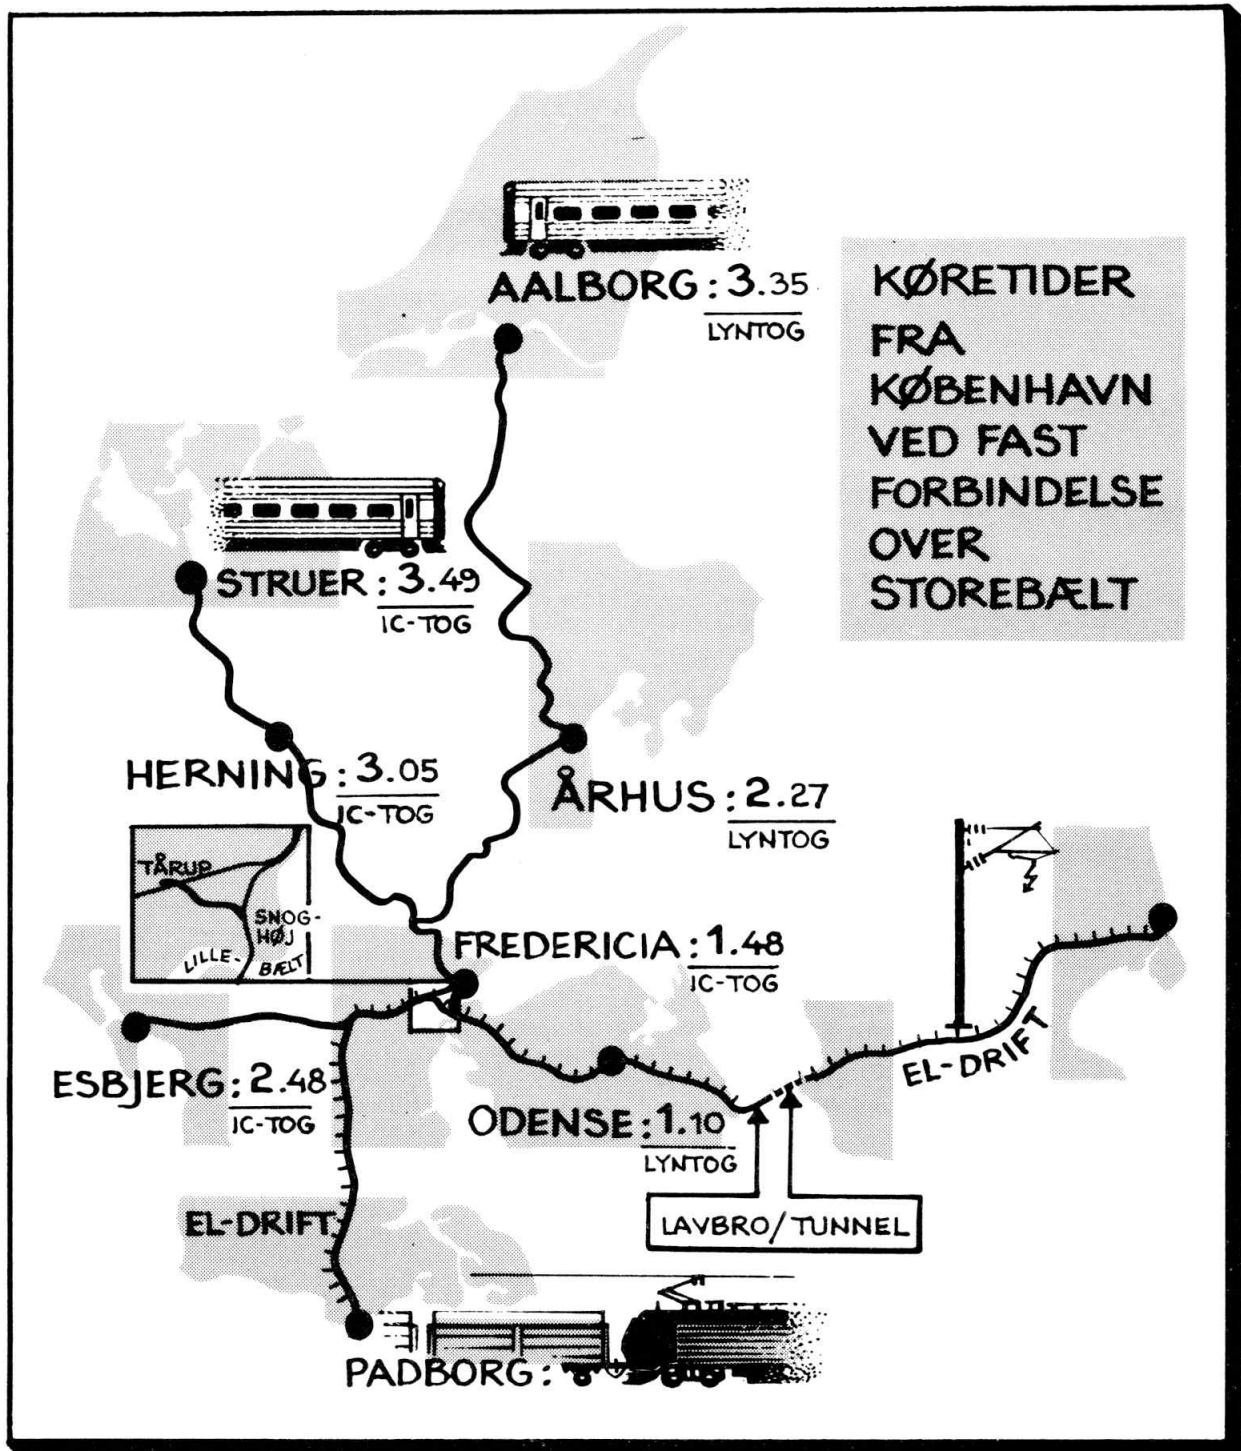 AALBORG: 3.35
LYNTOG
KØRETIDER
FRA
KØBENHAVN
VED FAST
FORBINDELSE
OVER
STOREBÆLT
STRUER: 3.49
IC-TOG
HERNING: 3.05
IC-TOG
ÅRHUS: 2.27
LYNTOG
TÅRUP
SNOG-
HØJ
LILLE-
BÆLT
FREDERICIA: 1.48
IC-TOG
ESBJERG: 2.48
IC-TOG
ODENSE: 1.10
LYNTOG
EL-DRIFT
LAVBRO/TUNNEL
EL-DRIFT
PADBORG: